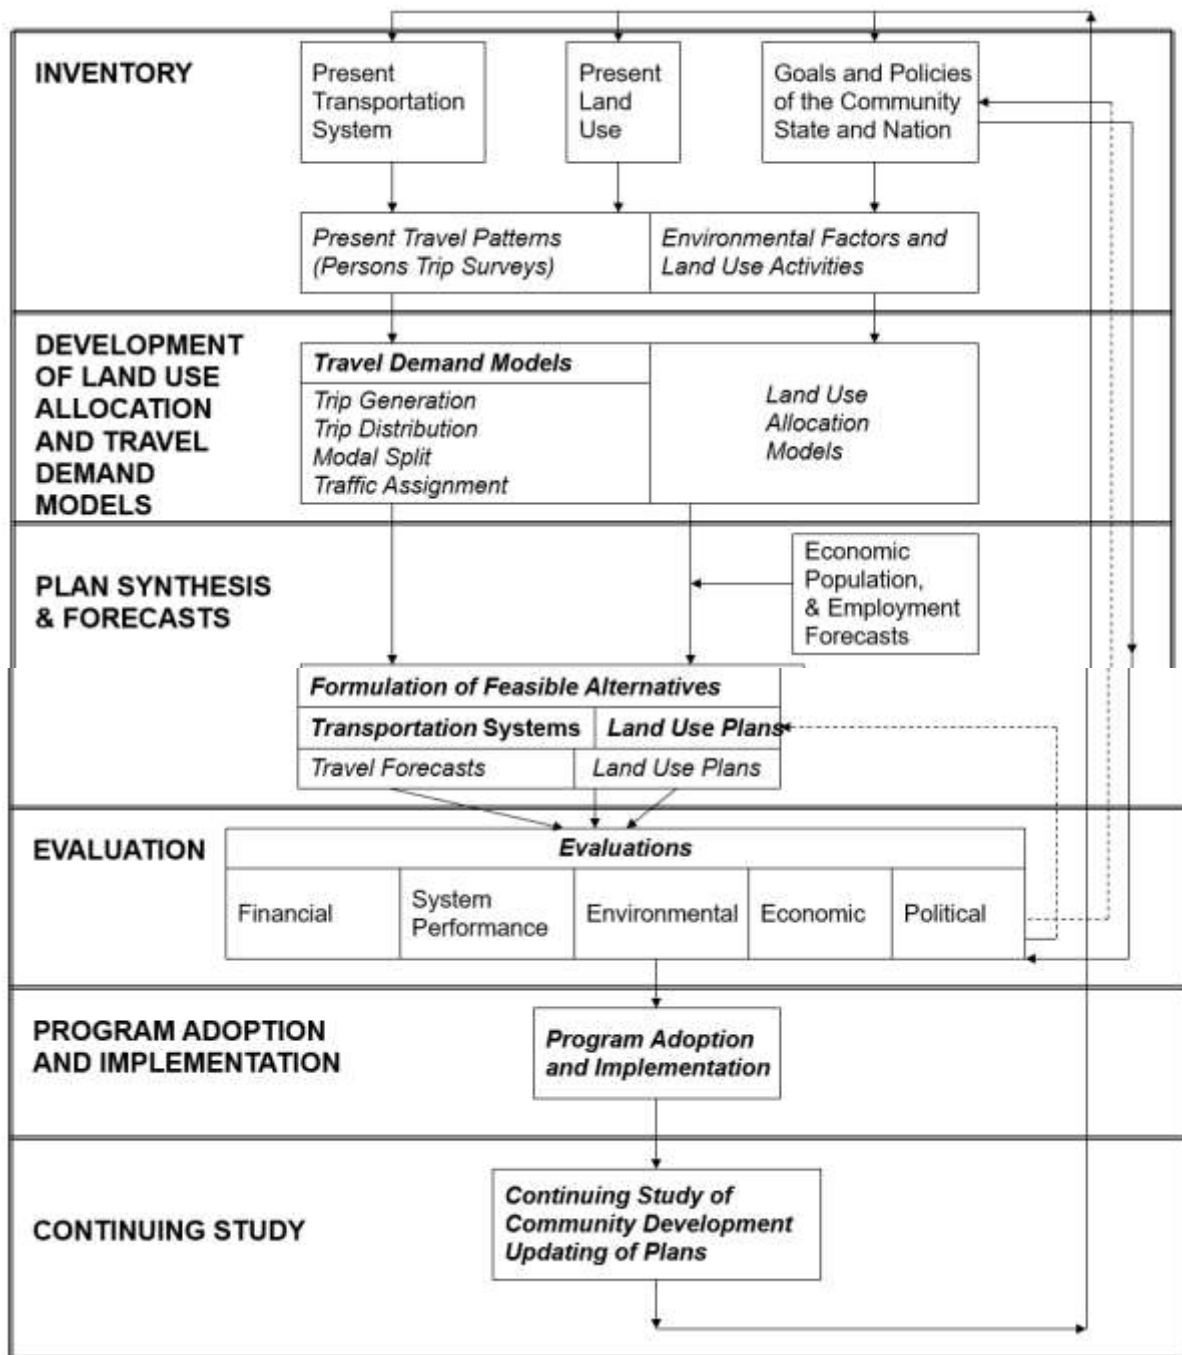 INVENTORY
Present
Transportation
System
Present
Land
Use
Goals and Policies
of the Community
State and Nation
Present Travel Patterns
(Persons Trip Surveys)
Environmental Factors and
Land Use Activities
DEVELOPMENT
OF LAND USE
ALLOCATION
AND TRAVEL
DEMAND
MODELS
Travel Demand Models
Trip Generation
Trip Distribution
Modal Split
Traffic Assignment
Land Use
Allocation
Models
PLAN SYNTHESIS
& FORECASTS
Economic
Population,
& Employment
Forecasts
Formulation of Feasible Alternatives
Transportation Systems
Land Use Plans
Travel Forecasts
Land Use Plans
EVALUATION
Evaluations
Financial
System
Performance
Environmental
Economic
Political
PROGRAM ADOPTION
AND IMPLEMENTATION
Program Adoption
and Implementation
CONTINUING STUDY
Continuing Study of
Community Development
Updating of Plans